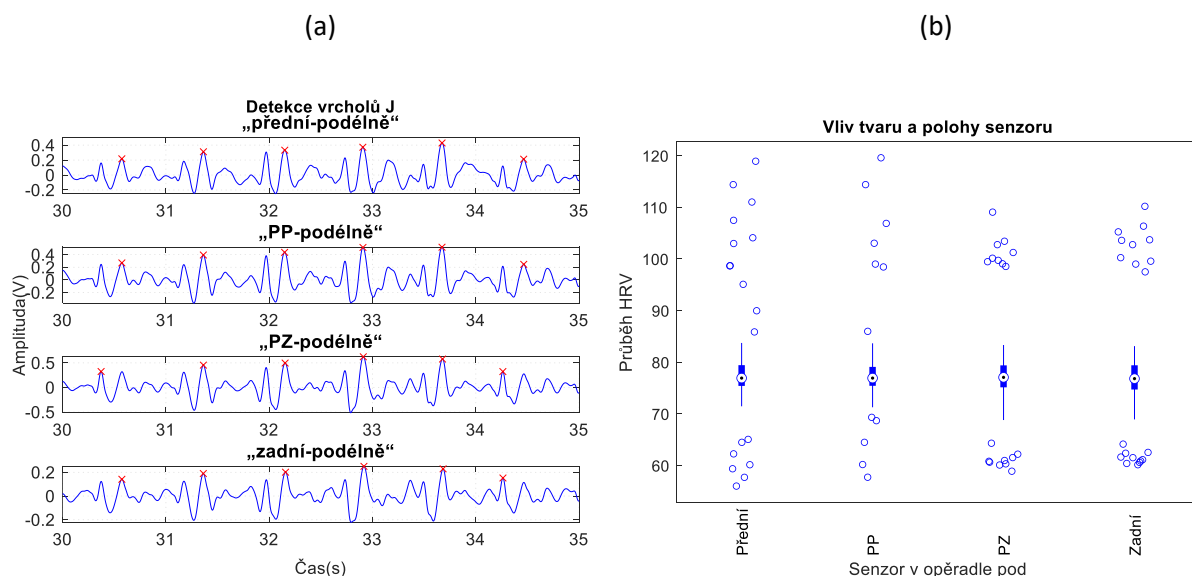 (a)
(b)
Detekce vrcholů J
„přední-podélně“
0.4
0.2
0
-0.2
30 31 32 33 34 35
„PP-podélně“
0.4
0.2
0
-0.2
30 31 32 33 34 35
„PZ-podélně“
0.5
0
-0.5
30 31 32 33 34 35
„zadní-podélně“
0.2
0
-0.2
30 31 32 33 34 35
Amplituda(V)
Čas(s)
Vliv tvaru a polohy senzoru
120
110
100
90
80
70
60
Průběh HRV
Přední PP PZ Zadní
Senzor v opěradle pod